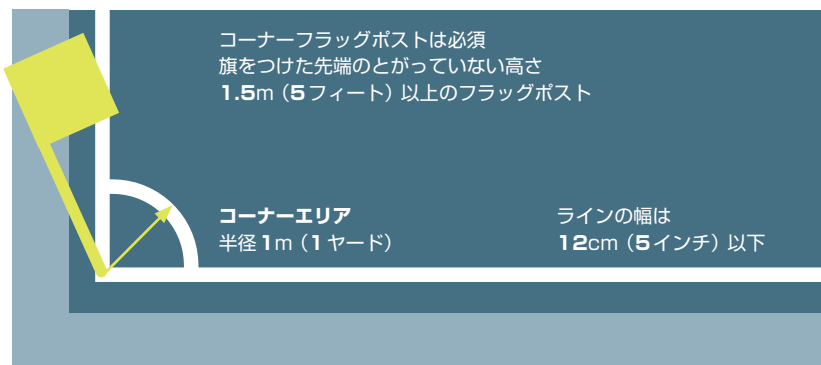 コーナーフラッグポストは必須
旗をつけた先端のとがっていない高さ
1.5m（5フィート）以上のフラッグポスト
コーナーエリア
半径1m（1ヤード）
ラインの幅は
12cm（5インチ）以下